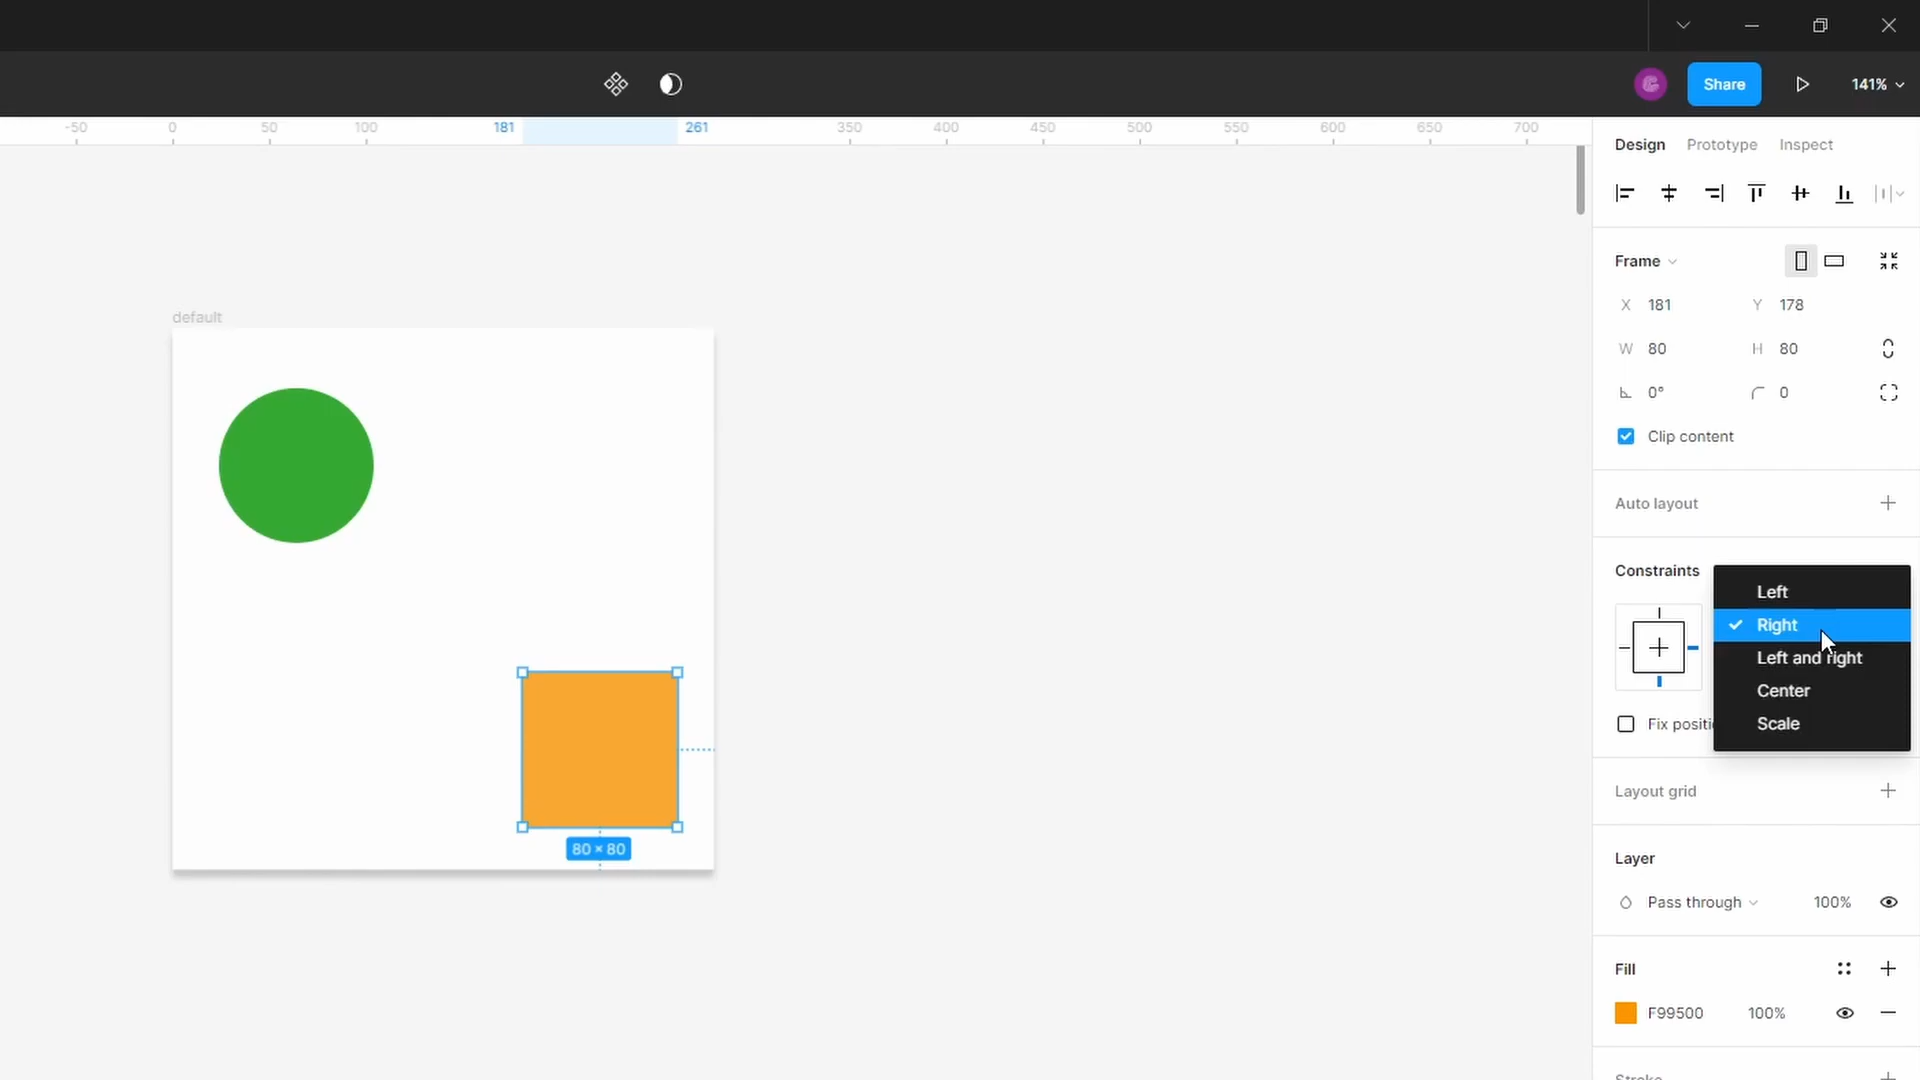 Share
141%
-50 0 50 100 181 261 350 400 450 500 550 600 650 700
Design Prototype Inspect
Frame
X 181 Y 178
W 80 H 80
0° 0
Clip content
Auto layout
Constraints
Left
Right
Left and right
Center
Scale
Layout grid
Layer
Pass through 100%
Fill
F99500 100%
default
80 × 80